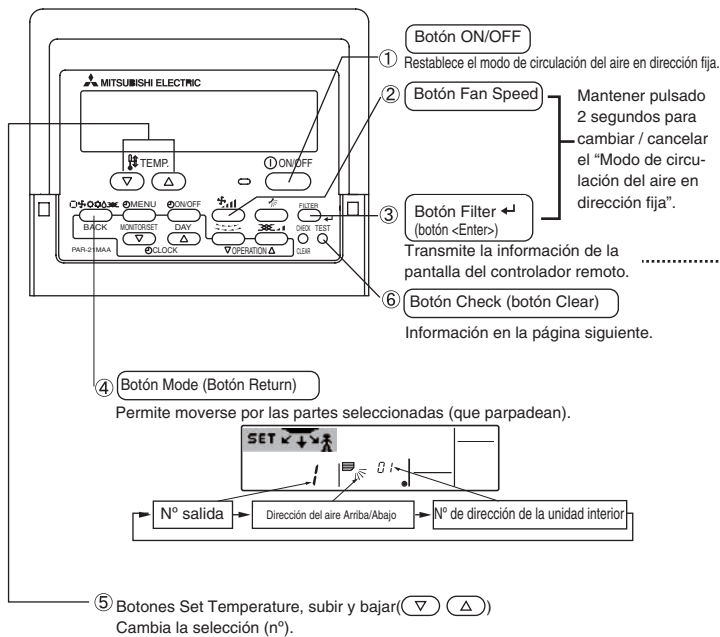 MITSUBISHI ELECTRIC
TEMP.
ON/OFF
MENU
ON/OFF
FILTER
BACK
MONITOR/SET
DAY
CHECK
TEST
PAR-21MAA
CLOCK
OPERATION
CLEAR
① Botón ON/OFF
Restablece el modo de circulación del aire en dirección fija.
② Botón Fan Speed
Mantener pulsado
2 segundos para
cambiar / cancelar
el “Modo de circu-
lación del aire en
dirección fija”.
③ Botón Filter ↵
(botón <Enter>)
Transmite la información de la
pantalla del controlador remoto.
⑥ Botón Check (botón Clear)
Información en la página siguiente.
④ Botón Mode (Botón Return)
Permite moverse por las partes seleccionadas (que parpadean).
SET
1
01
Nº salida
Dirección del aire Arriba/Abajo
Nº de dirección de la unidad interior
⑤ Botones Set Temperature, subir y bajar(▽ △)
Cambia la selección (nº).